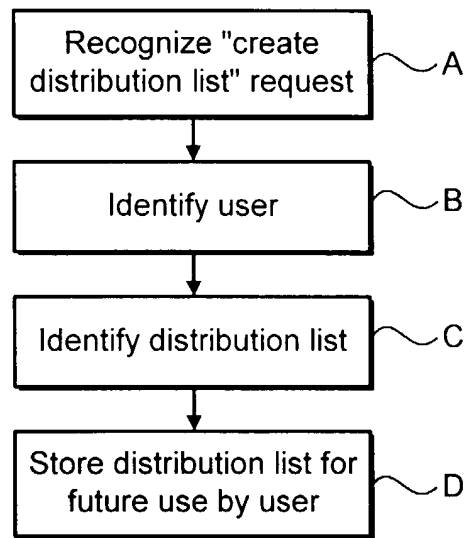 Recognize "create
distribution list" request
A
Identify user
B
Identify distribution list
C
Store distribution list for
future use by user
D